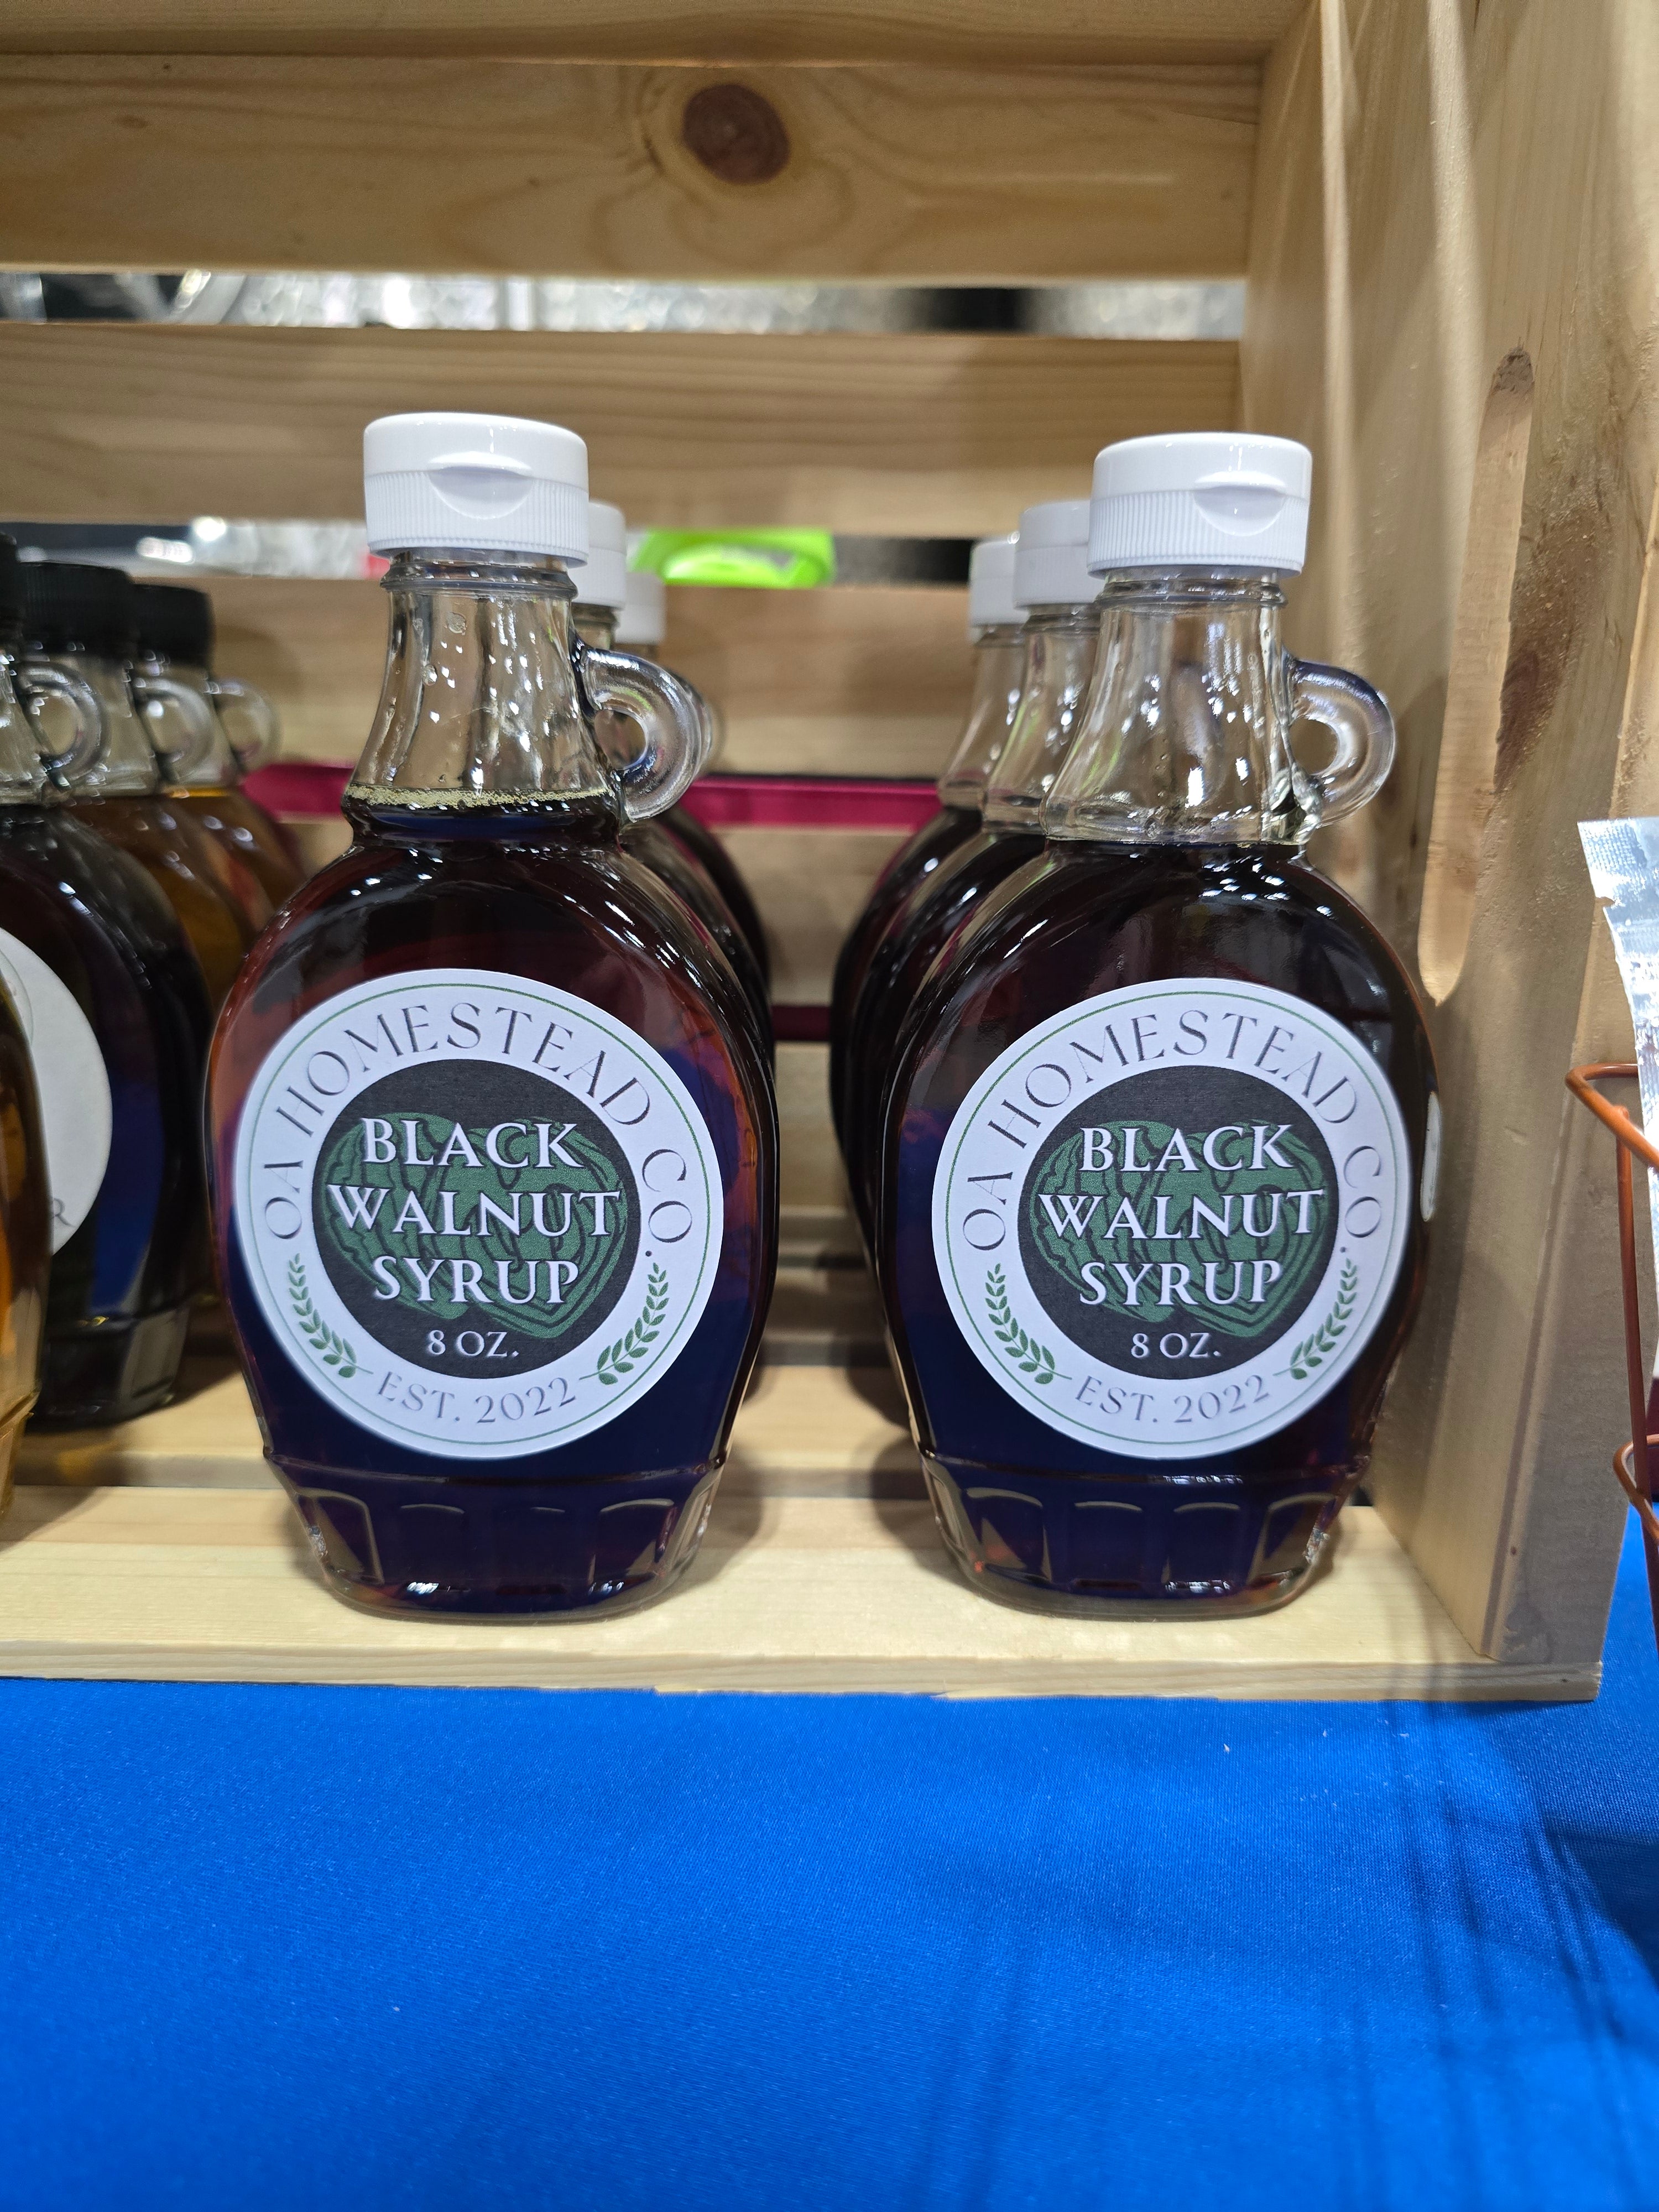 OA HOMESTEAD CO.
BLACK
WALNUT
SYRUP
8 OZ.
EST. 2022
OA HOMESTEAD CO.
BLACK
WALNUT
SYRUP
8 OZ.
EST. 2022